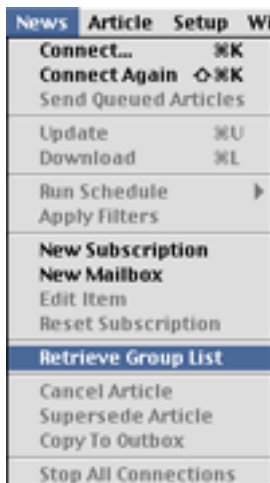 News Article Setup Wi
Connect... ⌘K
Connect Again ⇧⌘K
Send Queued Articles
Update ⌘U
Download ⌘L
Run Schedule
Apply Filters
New Subscription
New Mailbox
Edit Item
Reset Subscription
Retrieve Group List
Cancel Article
Supersede Article
Copy To Outbox
Stop All Connections